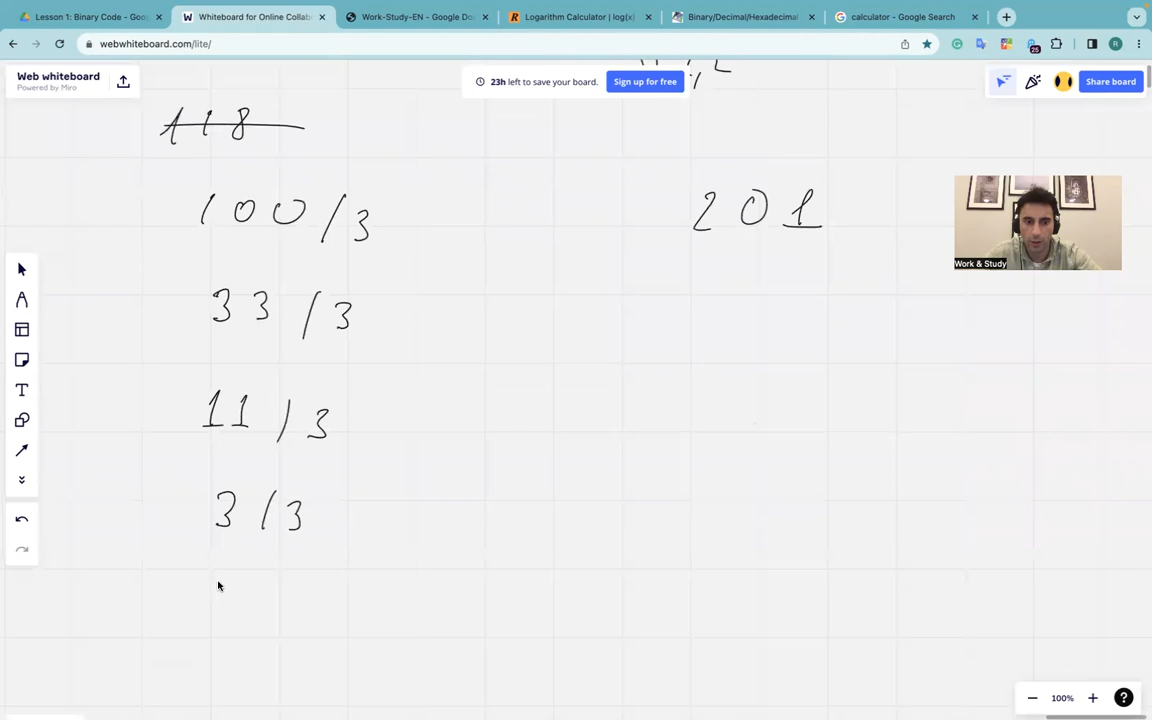 Lesson 1: Binary Code - Goo
Whiteboard for Online Collab
Work-Study-EN - Google Do
Logarithm Calculator | log(x)
Binary/Decimal/Hexadecimal
calculator - Google Search
webwhiteboard.com/lite/
25
R
Web whiteboard
Powered by Miro
23h left to save your board.
Sign up for free
Share board
118
100/3
201
Work & Study
33/3
11/3
3/3
T
100%
?